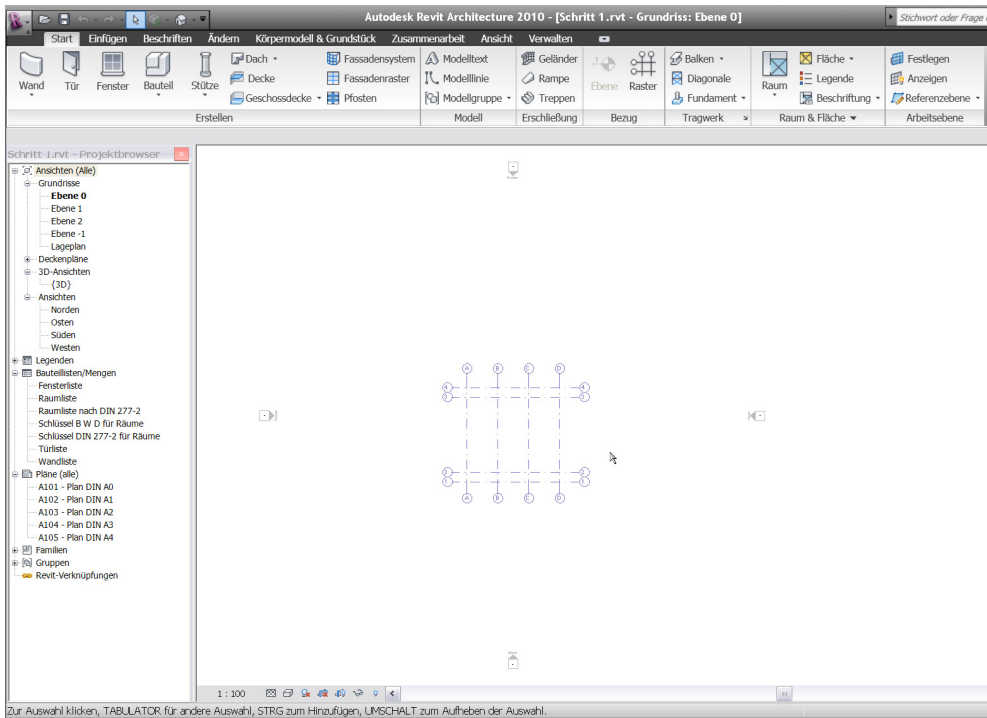 Autodesk Revit Architecture 2010 - [Schritt 1.rvt - Grundriss: Ebene 0]
Stichwort oder Frage
Start Einfügen Beschriften Ändern Körpermodell & Grundstück Zusammenarbeit Ansicht Verwalten
Dach Fassadensystem Modelltext Geländer Balken Fläche Festlegen
Decke Fassadenraster Modelllinie Rampe Diagonale Legende Anzeigen
Wand Tür Fenster Bauteil Stütze Ebene Raster Raum
Geschossdecke Pfosten Modellgruppe Treppen Fundament Beschriftung Referenzebene
Erstellen Modell Erschließung Bezug Tragwerk Raum & Fläche Arbeitsebene
Schritt 1.rvt - Projektbrowser
Ansichten (Alle)
Grundrisse
Ebene 0
Ebene 1
Ebene 2
Ebene -1
Lageplan
Deckenpläne
3D-Ansichten
{3D}
Ansichten
Norden
Osten
Süden
Westen
Legenden
Bauteillisten/Mengen
Fensterliste
Raumliste
Raumliste nach DIN 277-2
Schlüssel B W D für Räume
Schlüssel DIN 277-2 für Räume
Türliste
Wandliste
Pläne (alle)
A101 - Plan DIN A0
A102 - Plan DIN A1
A103 - Plan DIN A2
A104 - Plan DIN A3
A105 - Plan DIN A4
Familien
Gruppen
Revit-Verknüpfungen
A B C D
4 4
3 3
2 2
1 1
A B C D
1 : 100
Zur Auswahl klicken, TABULATOR für andere Auswahl, STRG zum Hinzufügen, UMSCHALT zum Aufheben der Auswahl.